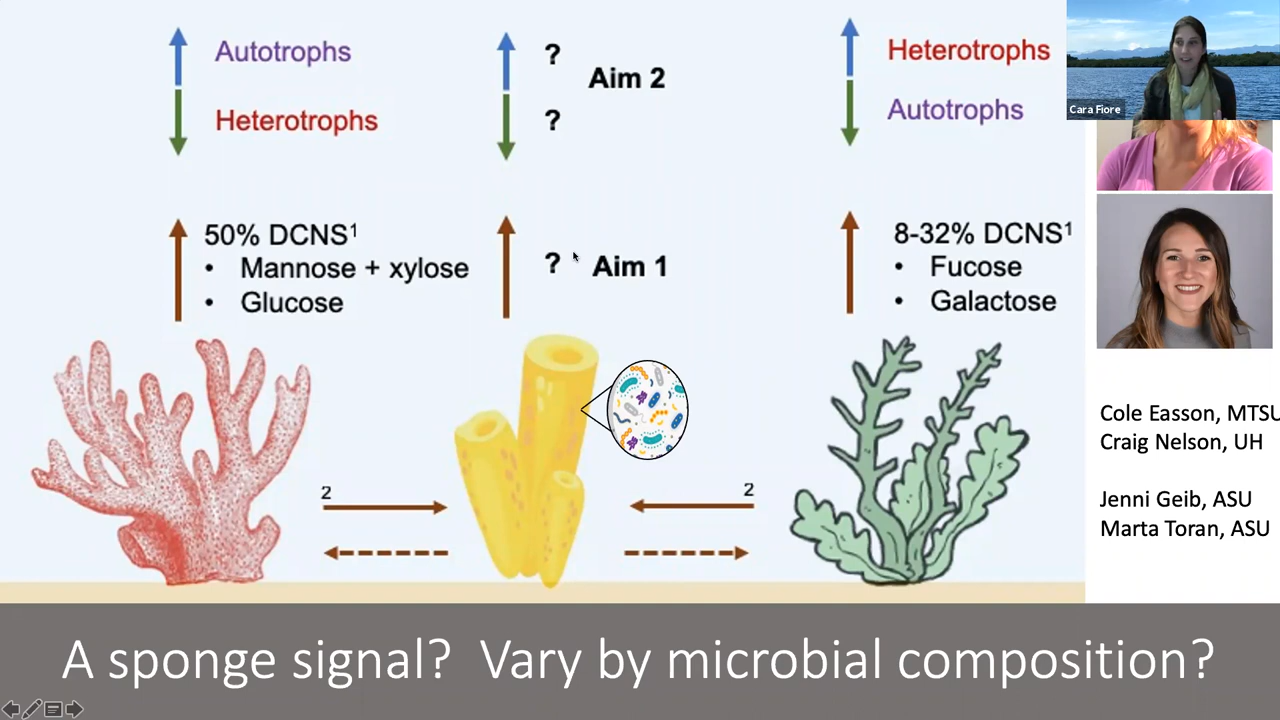 Autotrophs
Heterotrophs
?
?
Aim 2
Heterotrophs
Autotrophs
Cara Fiore
50% DCNS¹
• Mannose + xylose
• Glucose
? Aim 1
8-32% DCNS¹
• Fucose
• Galactose
2
2
Cole Easson, MTSU
Craig Nelson, UH
Jenni Geib, ASU
Marta Toran, ASU
A sponge signal? Vary by microbial composition?